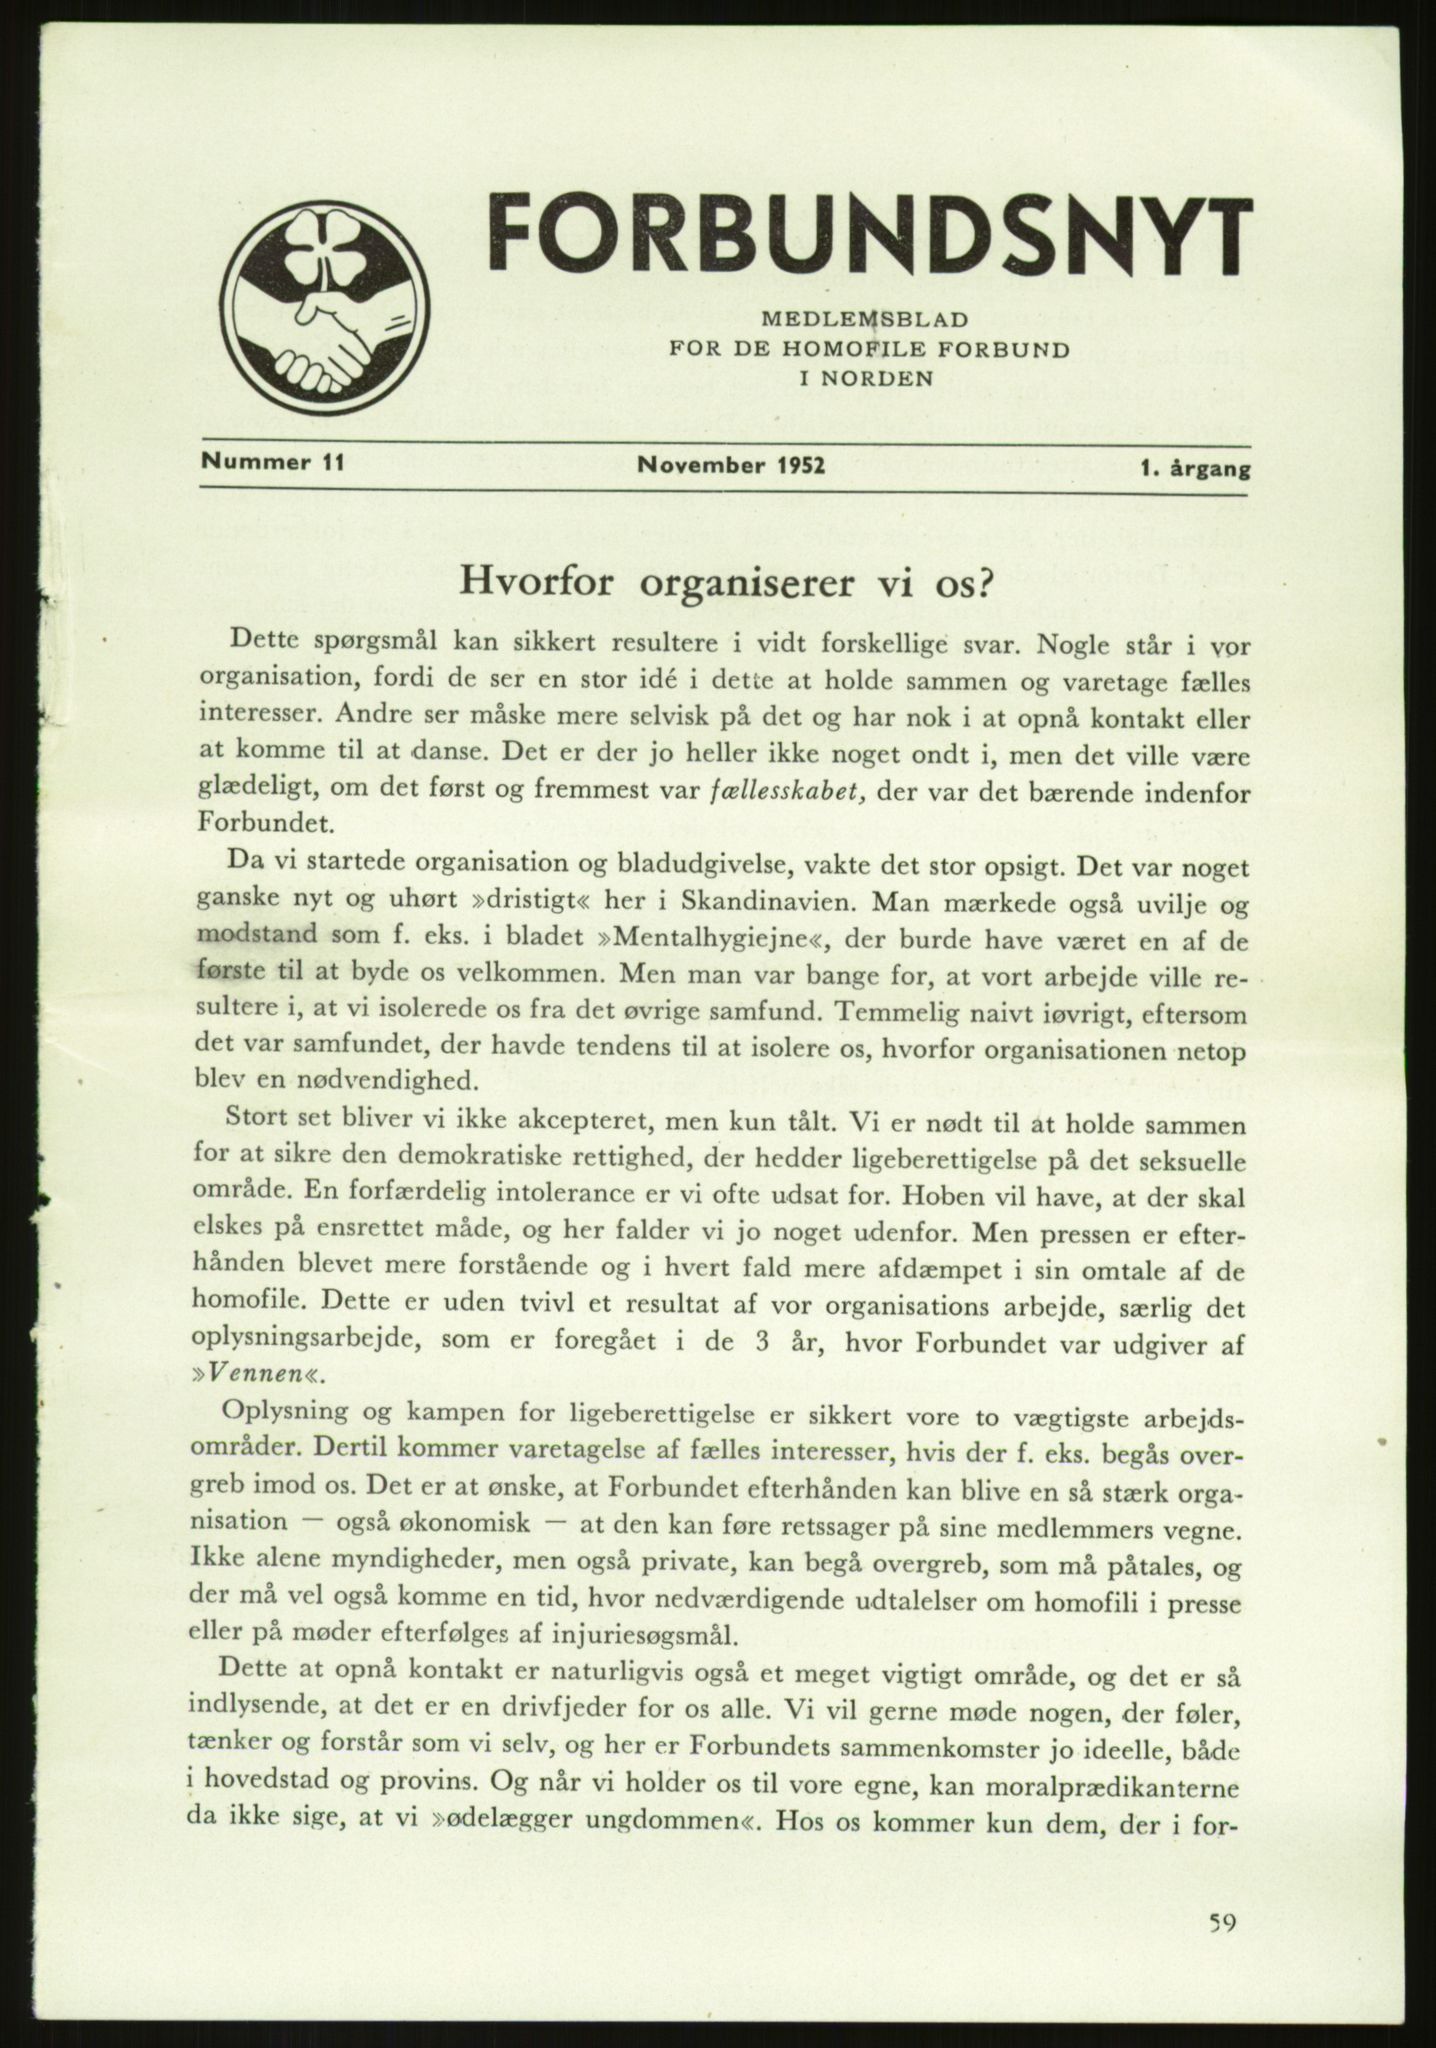 FORBUNDSNYT
MEDLEMSBLAD
FOR DE HOMOFILE FORBUND
I NORDEN
Nummer 11 November 1952 1. årgang
Hvorfor organiserer vi os?
Dette spørgsmål kan sikkert resultere i vidt forskellige svar. Nogle står i vor
organisation, fordi de ser en stor idé i dette at holde sammen og varetage fælles
interesser. Andre ser måske mere selvisk på det og har nok i at opnå kontakt eller
at komme til at danse. Det er der jo heller ikke noget ondt i, men det ville være
glædeligt, om det først og fremmest var fællesskabet, der var det bærende indenfor
Forbundet.
Da vi startede organisation og bladudgivelse, vakte det stor opsigt. Det var noget
ganske nyt og uhørt »dristigt« her i Skandinavien. Man mærkede også uvilje og
modstand som f. eks. i bladet »Mentalhygiejne«, der burde have været en af de
første til at byde os velkommen. Men man var bange for, at vort arbejde ville re-
sultere i, at vi isolerede os fra det øvrige samfund. Temmelig naivt iøvrigt, eftersom
det var samfundet, der havde tendens til at isolere os, hvorfor organisationen netop
blev en nødvendighed.
Stort set bliver vi ikke akcepteret, men kun tålt. Vi er nødt til at holde sammen
for at sikre den demokratiske rettighed, der hedder ligeberettigelse på det seksuelle
område. En forfærdelig intolerance er vi ofte udsat for. Hoben vil have, at der skal
elskes på ensrettet måde, og her falder vi jo noget udenfor. Men pressen er efter-
hånden blevet mere forstående og i hvert fald mere afdæmpet i sin omtale af de
homofile. Dette er uden tvivl et resultat af vor organisations arbejde, særlig det
oplysningsarbejde, som er foregået i de 3 år, hvor Forbundet var udgiver af
»Vennen«.
Oplysning og kampen for ligeberettigelse er sikkert vore to vægtigste arbejds-
områder. Dertil kommer varetagelse af fælles interesser, hvis der f. eks. begås over-
greb imod os. Det er at ønske, at Forbundet efterhånden kan blive en så stærk orga-
nisation — også økonomisk — at den kan føre retssager på sine medlemmers vegne.
Ikke alene myndigheder, men også private, kan begå overgreb, som må påtales, og
der må vel også komme en tid, hvor nedværdigende udtalelser om homofili i presse
eller på møder efterfølges af injuriesøgsmål.
Dette at opnå kontakt er naturligvis også et meget vigtigt område, og det er så
indlysende, at det er en drivfjeder for os alle. Vi vil gerne møde nogen, der føler,
tænker og forstår som vi selv, og her er Forbundets sammenkomster jo ideelle, både
i hovedstad og provins. Og når vi holder os til vore egne, kan moralprædikanterne
da ikke sige, at vi »ødelægger ungdommen«. Hos os kommer kun dem, der i for-
59